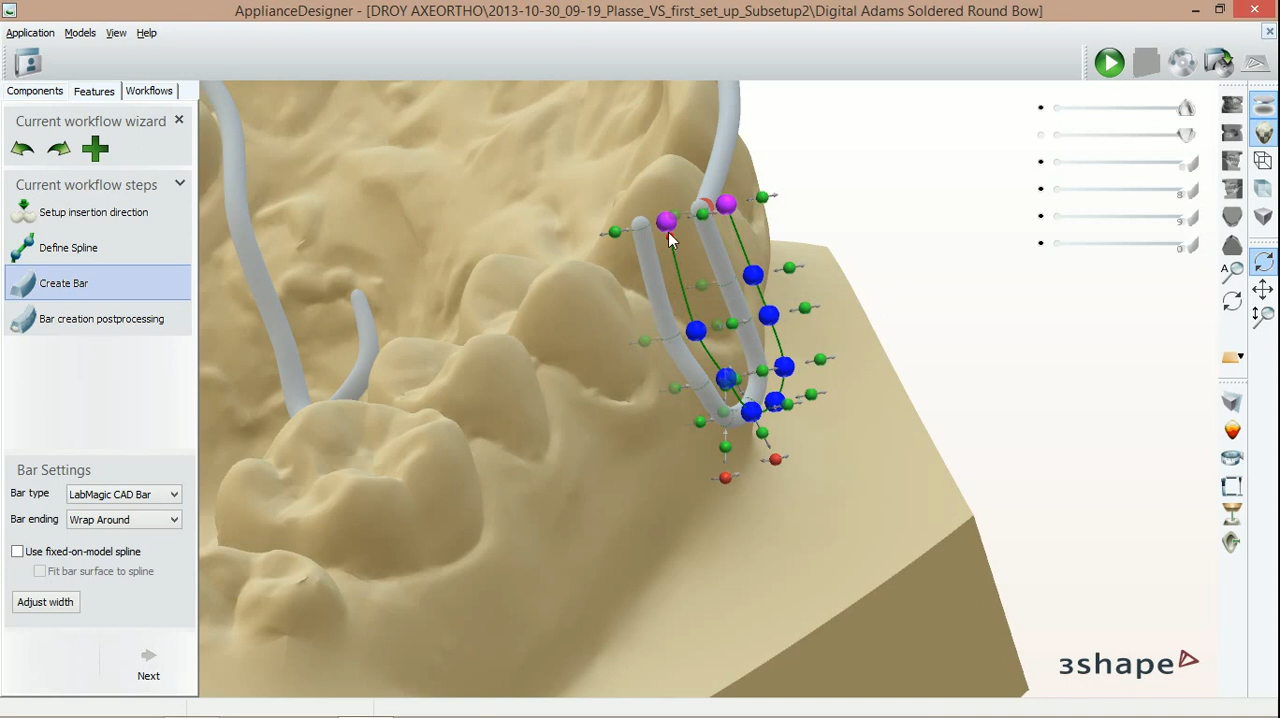 ApplianceDesigner - [DROY AXEORTHO\2013-10-30_09-19_Plasse_VS_first_set_up_Subsetup2\Digital Adams Soldered Round Bow]
Application Models View Help
Components Features Workflows
Current workflow wizard
Current workflow steps
Setup insertion direction
Define Spline
Create Bar
Bar creation postprocessing
Bar Settings
Bar type LabMagic CAD Bar
Bar ending Wrap Around
Use fixed-on-model spline
Fit bar surface to spline
Adjust width
Next
8
9
0
A
3shape